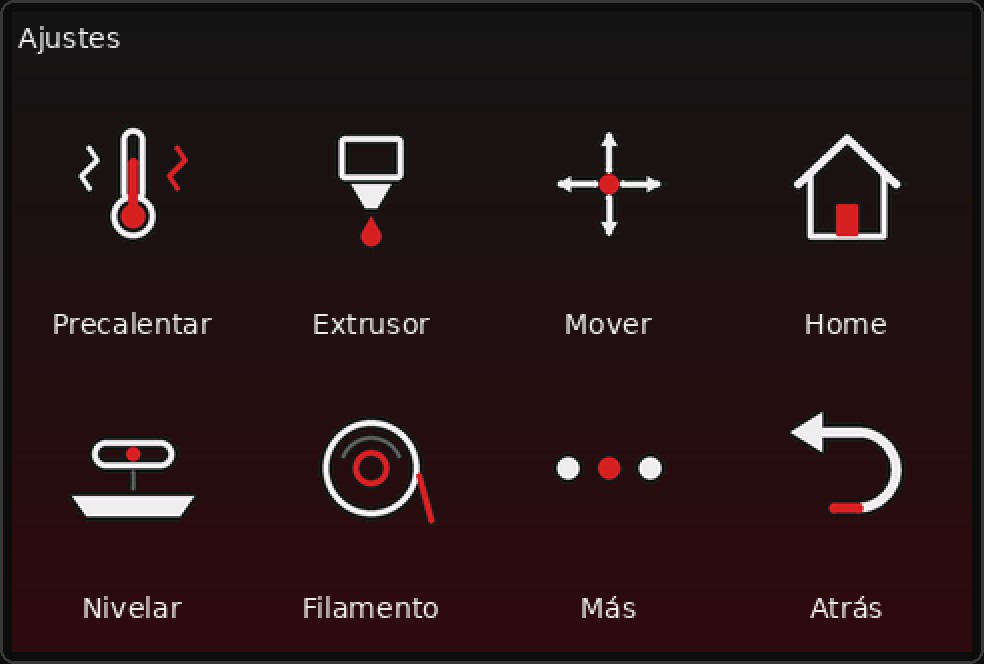 Ajustes
Precalentar
Extrusor
Mover
Home
Nivelar
Filamento
Más
Atrás